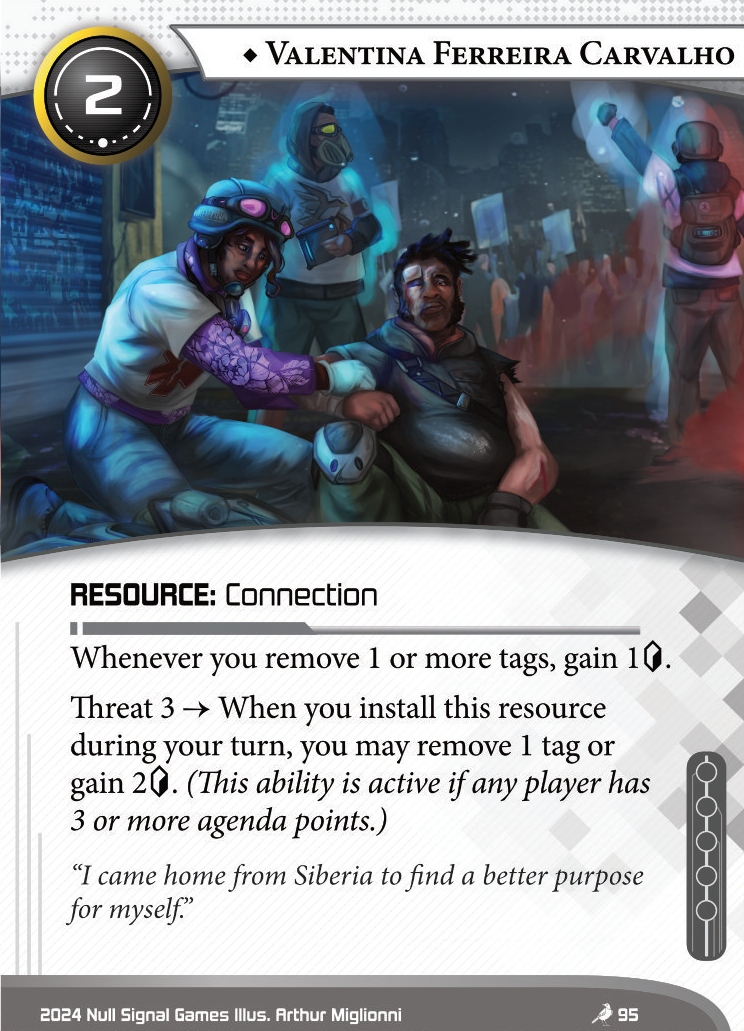 ◆ Valentina Ferreira Carvalho
2
RESOURCE: Connection
Whenever you remove 1 or more tags, gain 1.
Threat 3 → When you install this resource
during your turn, you may remove 1 tag or
gain 2. (This ability is active if any player has
3 or more agenda points.)
“I came home from Siberia to find a better purpose
for myself.”
2024 Null Signal Games Illus. Arthur Miglionni
95